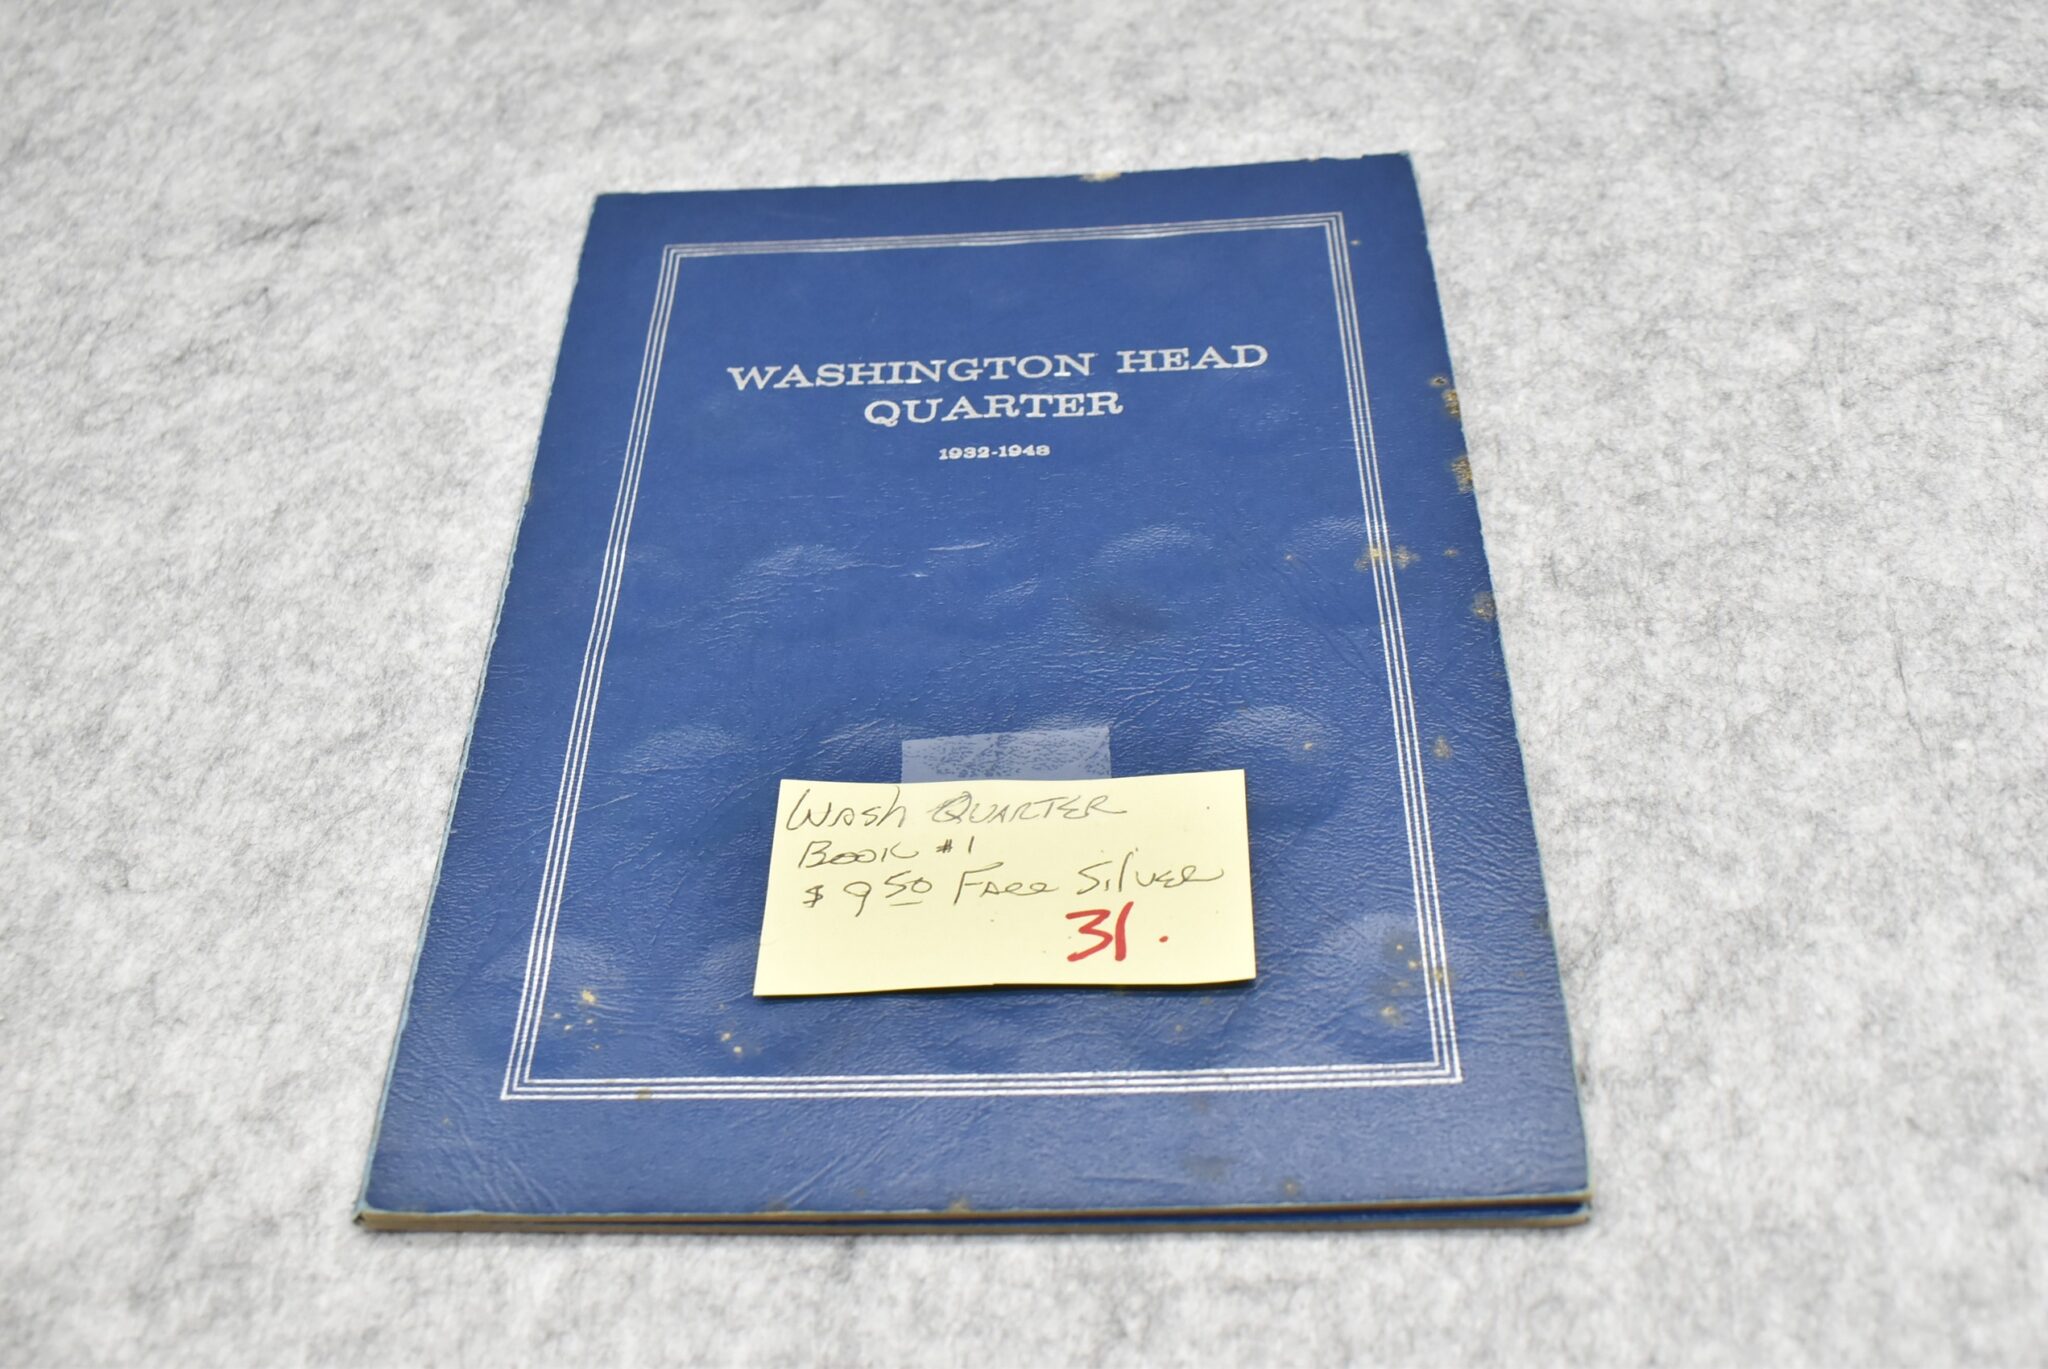 WASHINGTON HEAD
QUARTER
1932-1948
Wash Quarter
Book #1
$ 9 50 Face Silver
31.